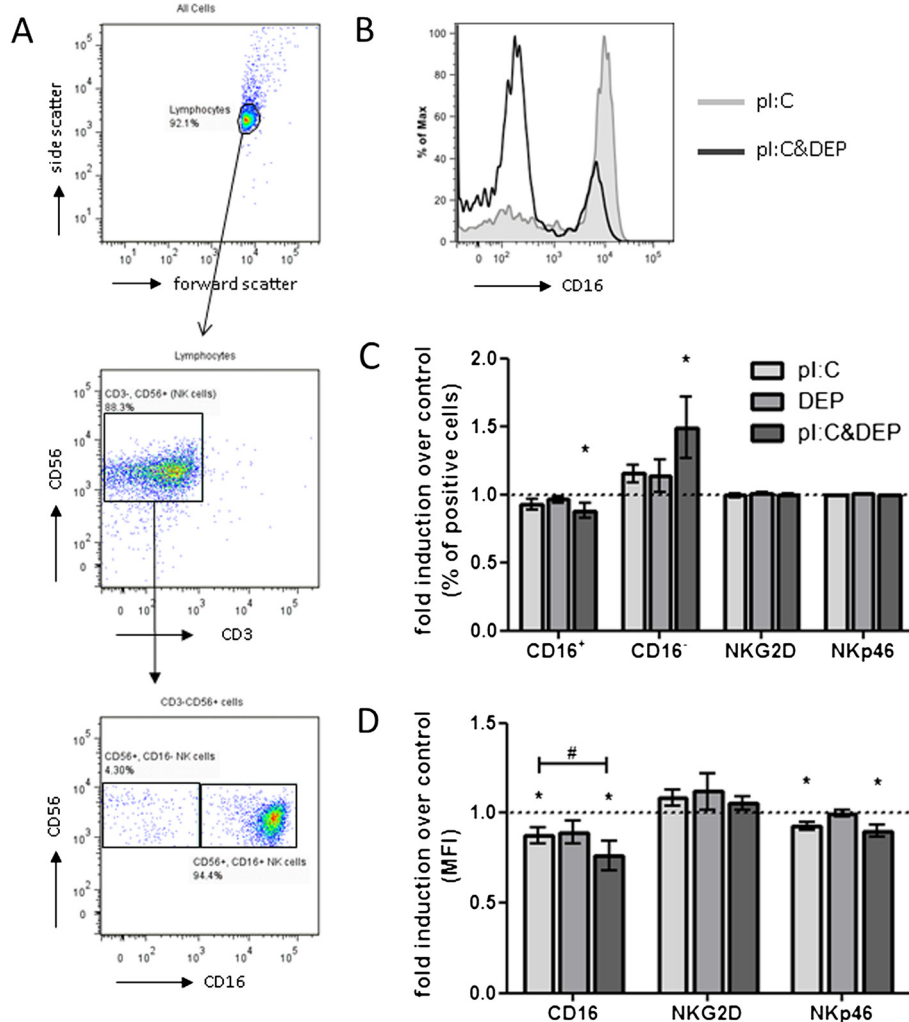 A
All Cells
side scatter
10^5
10^4
10^3
10^2
10^1
Lymphocytes
92.1%
10^1 10^2 10^3 10^4 10^5
forward scatter
Lymphocytes
CD56
10^5
10^4
10^3
10^2
0
CD3-, CD56+ (NK cells)
88.3%
0 10^2 10^3 10^4 10^5
CD3
CD3-CD56+ cells
CD56
10^5
10^4
10^3
10^2
0
CD56+, CD16- NK cells
4.30%
CD56+, CD16+ NK cells
94.4%
0 10^2 10^3 10^4 10^5
CD16
B
% of Max
100
80
60
40
20
0
0 10^2 10^3 10^4 10^5
CD16
pI:C
pI:C&DEP
C
fold induction over control
(% of positive cells)
2.0
1.5
1.0
0.5
0.0
*
*
pI:C
DEP
pI:C&DEP
CD16+ CD16- NKG2D NKp46
D
fold induction over control
(MFI)
1.5
1.0
0.5
0.0
#
* * * *
CD16 NKG2D NKp46